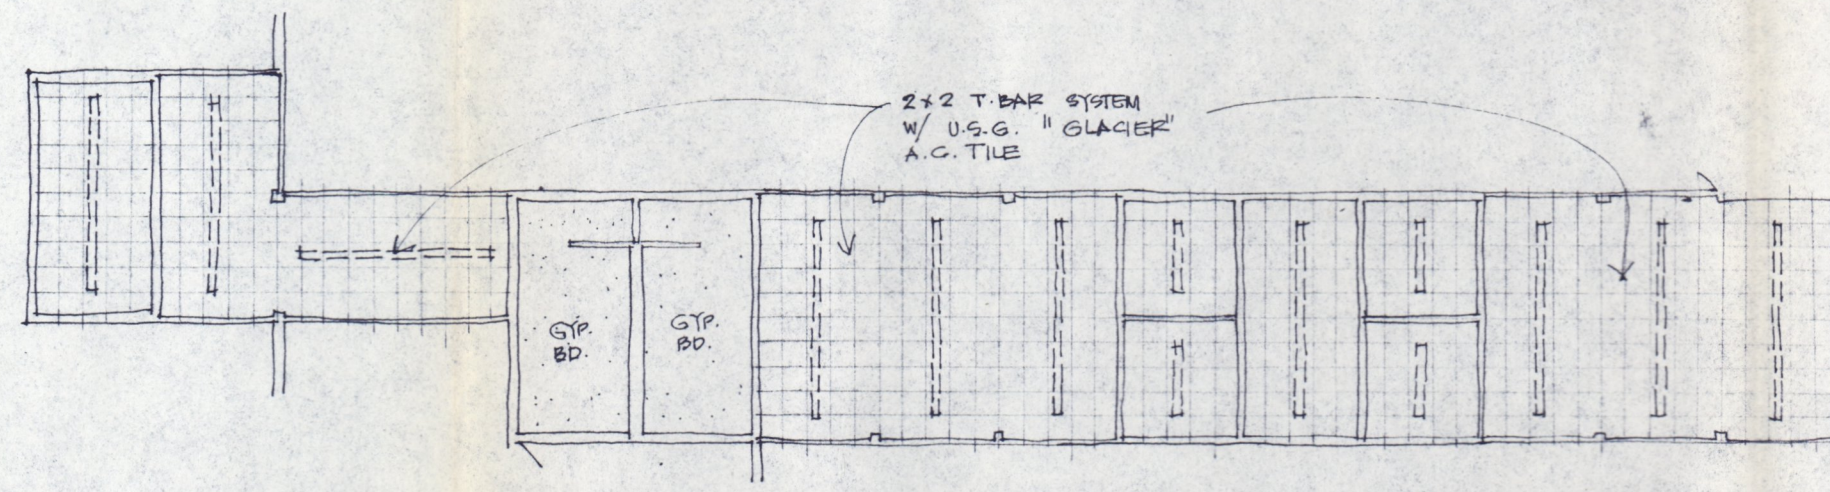 2x2 T-BAR SYSTEM
W/ U.S.G. "GLACIER"
A.C. TILE
GYP.
BD.
GYP.
BD.